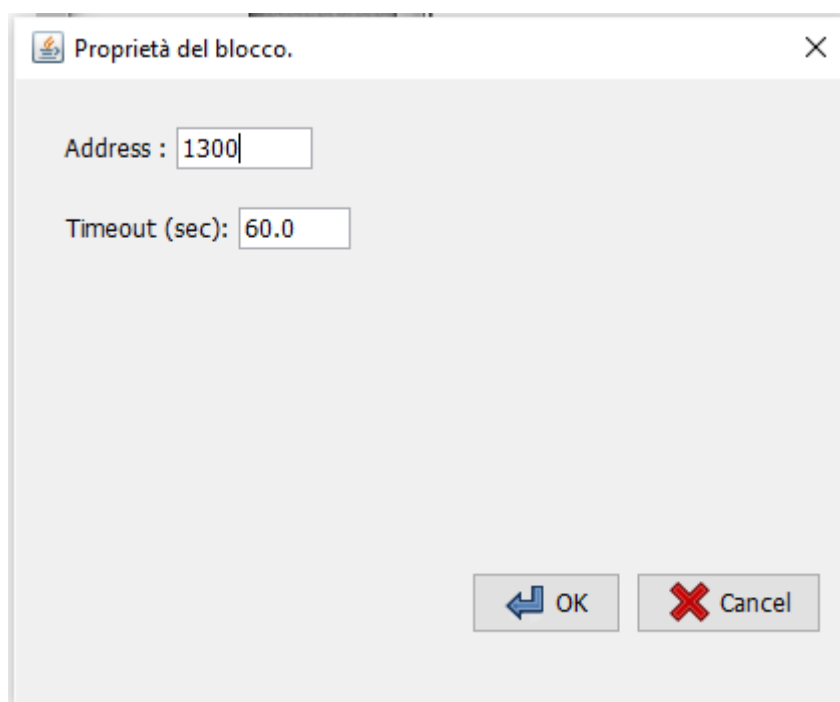 Proprietà del blocco.
Address : 1300
Timeout (sec): 60.0
OK Cancel